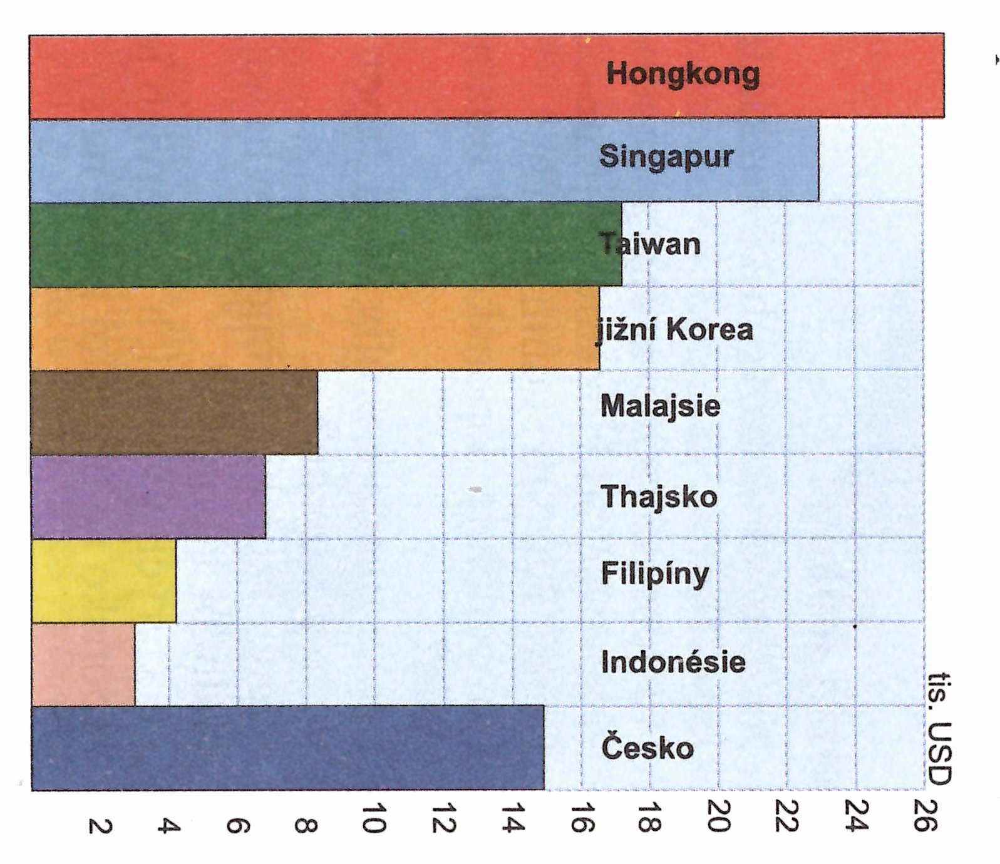 Hongkong
Singapur
Taiwan
jižní Korea
Malajsie
Thajsko
Filipíny
Indonésie
Česko
tis. USD
2 4 6 8 10 12 14 16 18 20 22 24 26